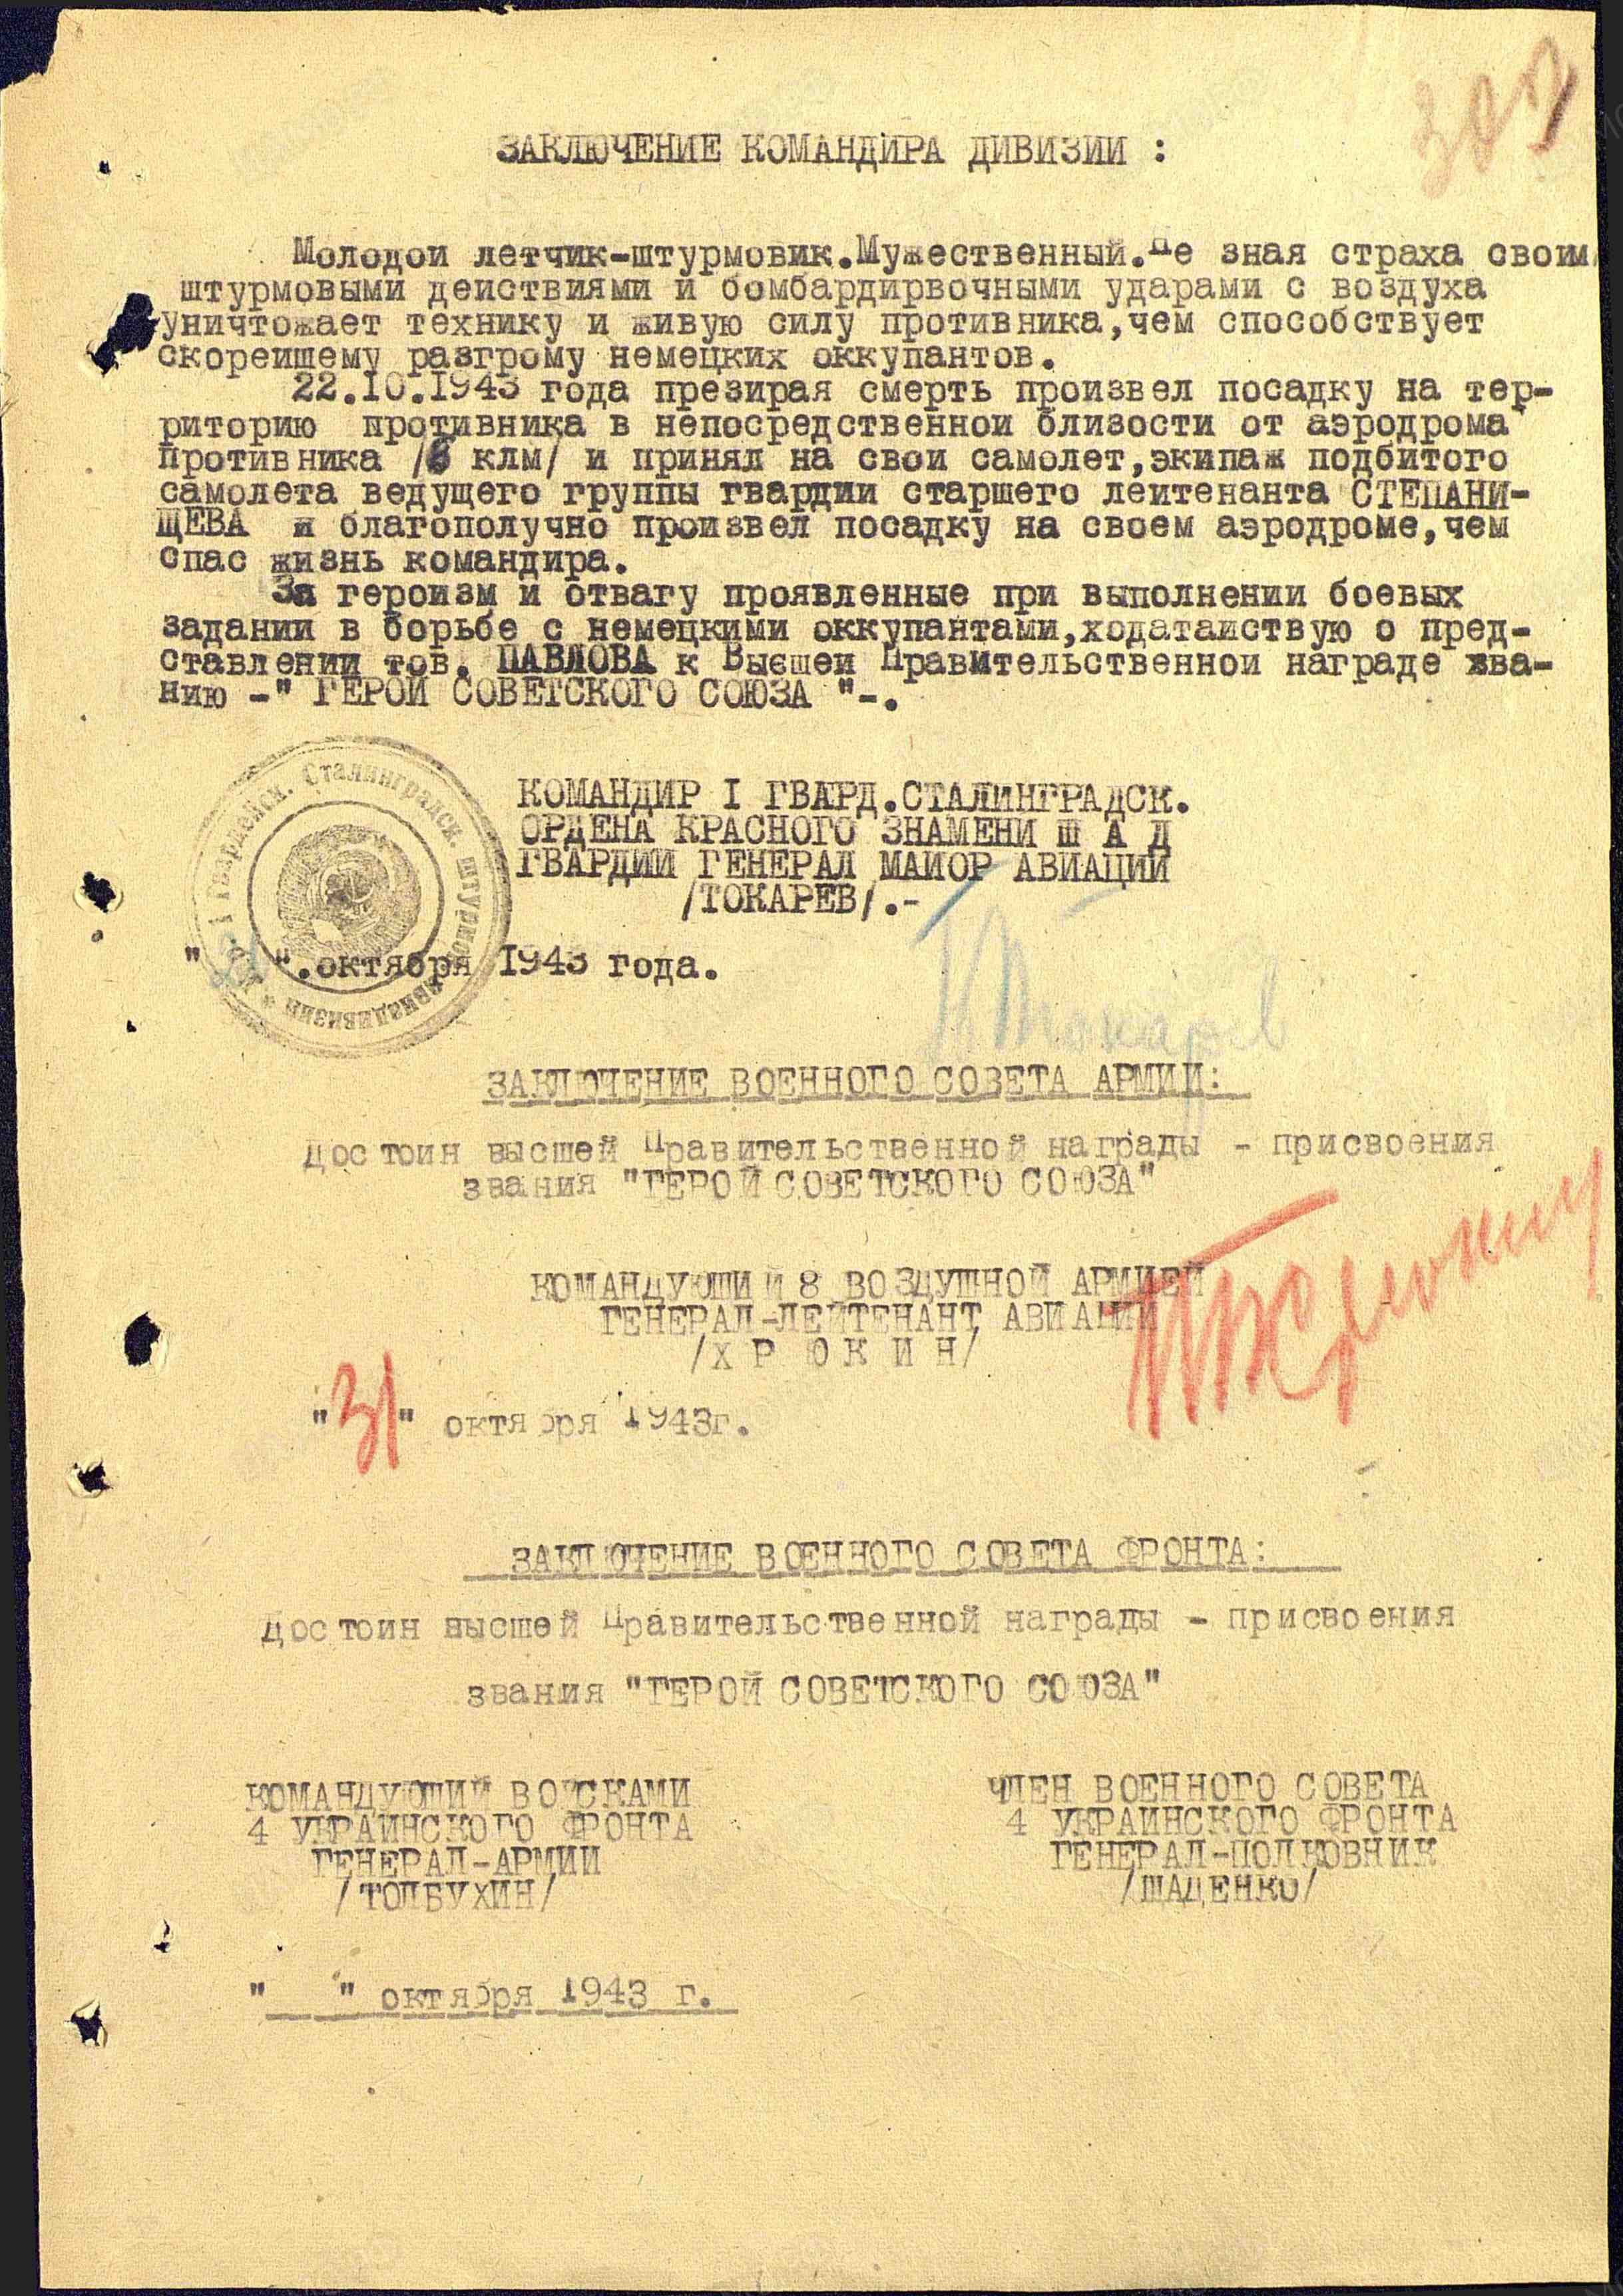 ЗАКЛЮЧЕНИЕ КОМАНДИРА ДИВИЗИИ :
Молодой летчик-штурмовик.Мужественный.Не зная страха своим
штурмовыми действиями и бомбардирвочными ударами с воздуха
уничтожает технику и живую силу противника,чем способствует
скорейшему разгрому немецких оккупантов.
22.10.1943 года презирая смерть произвел посадку на тер-
риторию противника в непосредственной близости от аэродрома
противника / клм/ и принял на свой самолет,экипаж подбитого
самолета ведущего группы гвардии старшего лейтенанта СТЕПАНИ-
ЩЕВА и благополучно произвел посадку на своем аэродроме,чем
спас жизнь командира.
За героизм и отвагу проявленные при выполнении боевых
заданий в борьбе с немецкими оккупантами,ходатайствую о пред-
ставлении тов. ПАВЛОВА к Высшей Правительственной награде зва-
нию -" ГЕРОЙ СОВЕТСКОГО СОЮЗА "-.
1 Гвардейск. Сталинградск. штурмов. авиадивизии *
КОМАНДИР I ГВАРД.СТАЛИНГРАДСК.
ОРДЕНА КРАСНОГО ЗНАМЕНИ Ш А Д
ГВАРДИИ ГЕНЕРАЛ МАЙОР АВИАЦИИ
/ТОКАРЕВ/.-
" ".октября 1943 года.
Токарев
ЗАКЛЮЧЕНИЕ ВОЕННОГО СОВЕТА АРМИИ:
Достоин высшей Правительственной награды - присвоения
звания "ГЕРОЙ СОВЕТСКОГО СОЮЗА"
КОМАНДУЮЩИЙ 8 ВОЗДУШНОЙ АРМИЕЙ
ГЕНЕРАЛ-ЛЕЙТЕНАНТ АВИАЦИИ
/Х Р Ю К И Н/
"31" октября 1943г.
ЗАКЛЮЧЕНИЕ ВОЕННОГО СОВЕТА ФРОНТА:
Достоин высшей Правительственной награды - присвоения
звания "ГЕРОЙ СОВЕТСКОГО СОЮЗА"
КОМАНДУЮЩИЙ ВОЙСКАМИ
4 УКРАИНСКОГО ФРОНТА
ГЕНЕРАЛ-АРМИИ
/ТОЛБУХИН/
ЧЛЕН ВОЕННОГО СОВЕТА
4 УКРАИНСКОГО ФРОНТА
ГЕНЕРАЛ-ПОЛКОВНИК
/ЩАДЕНКО/
" " октября 1943 г.